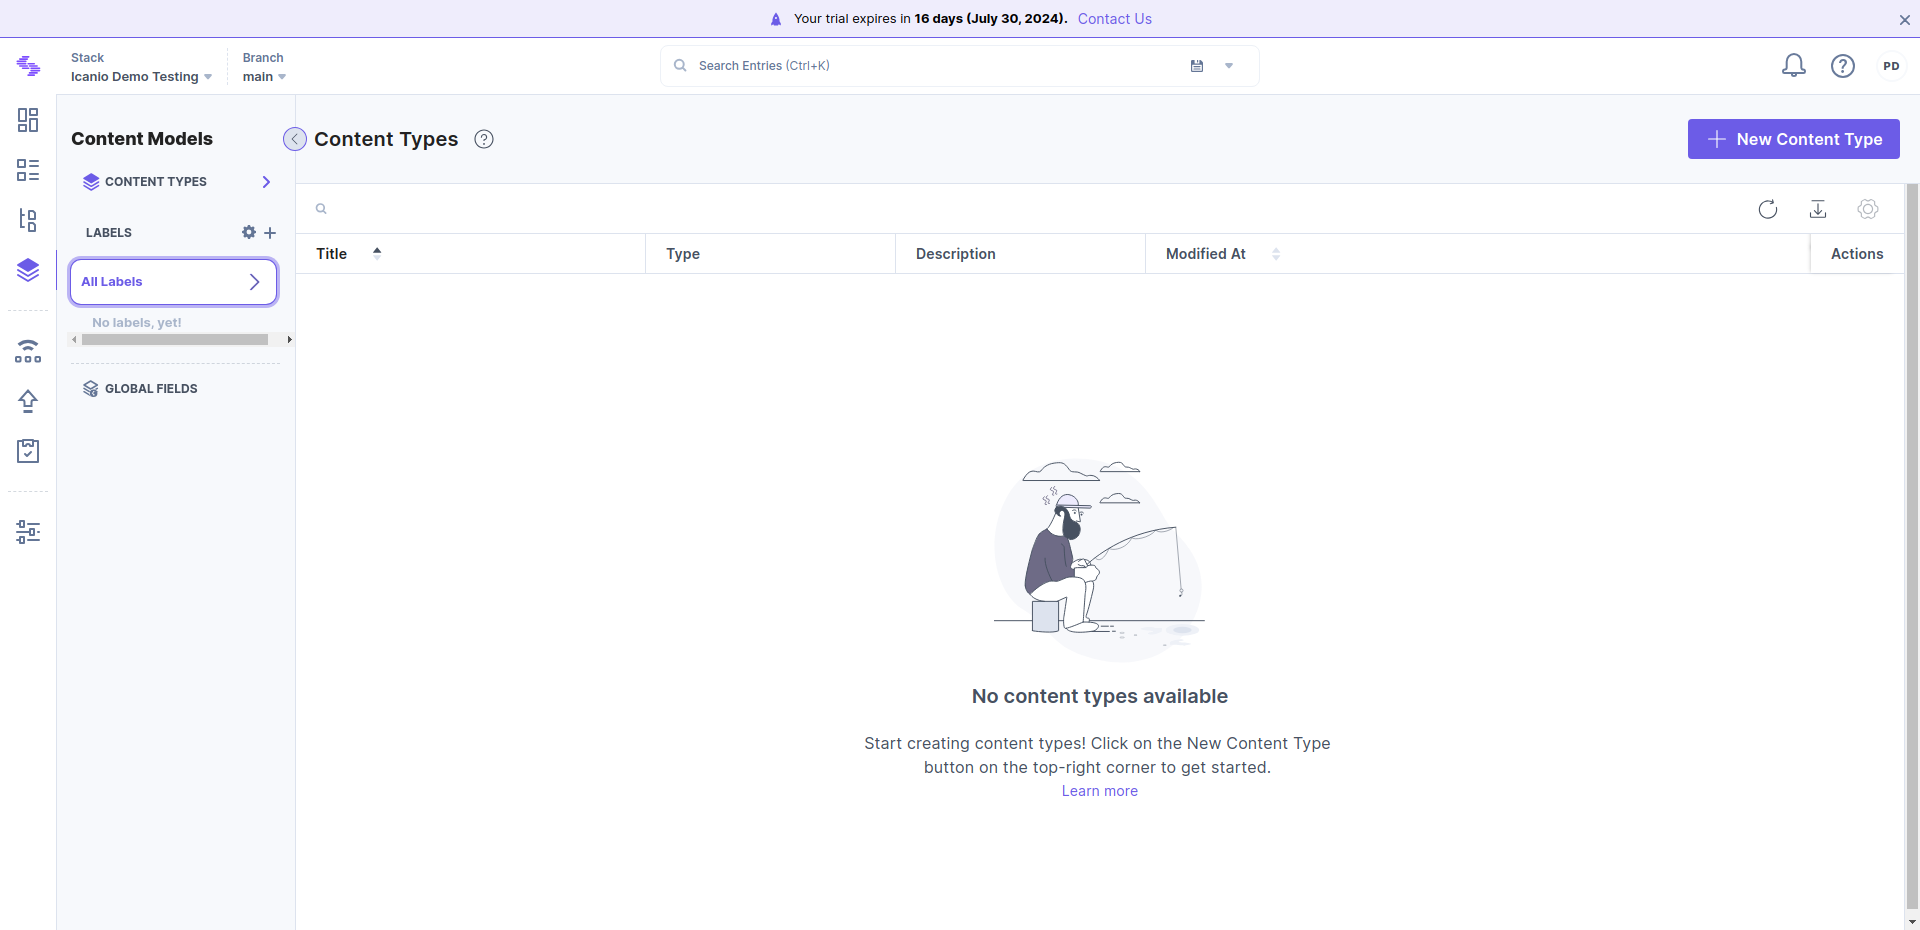 Your trial expires in 16 days (July 30, 2024). Contact Us
Stack
Icanio Demo Testing
Branch
main
Search Entries (Ctrl+K)
PD
Content Models
CONTENT TYPES
LABELS
All Labels
No labels, yet!
GLOBAL FIELDS
Content Types
New Content Type
Title
Type
Description
Modified At
Actions
No content types available
Start creating content types! Click on the New Content Type
button on the top-right corner to get started.
Learn more